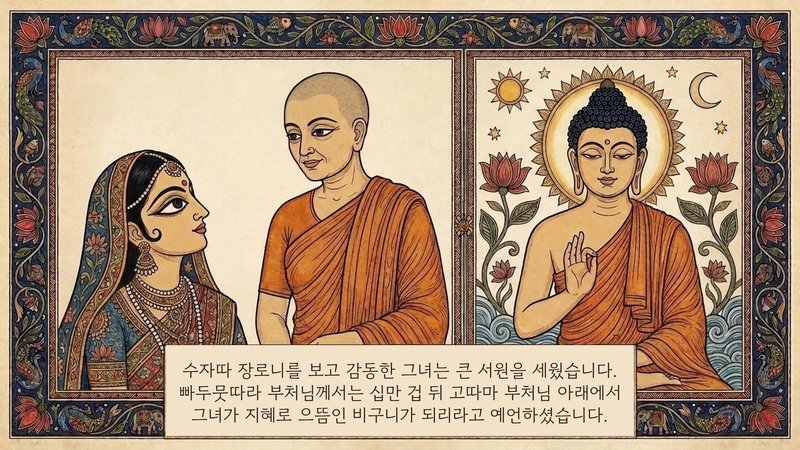 수자따 장로니를 보고 감동한 그녀는 큰 서원을 세웠습니다.
빠두뭇따라 부처님께서는 십만 겁 뒤 고따마 부처님 아래에서
그녀가 지혜로 으뜸인 비구니가 되리라고 예언하셨습니다.